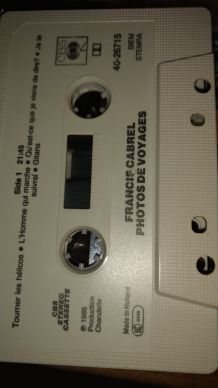 CBS
40-26715
BIEM
STEMRA
FRANCIS CABREL
PHOTOS DE VOYAGES
Side 1 21:45
Tourner les hélicos. • L'Homme qui marche • Qu'est-ce que je viens de dire? • Je te
suivrai • Gitans
CBS
STEREO
CASSETTE
℗ 1985
Production
Chandelle
Made in Holland